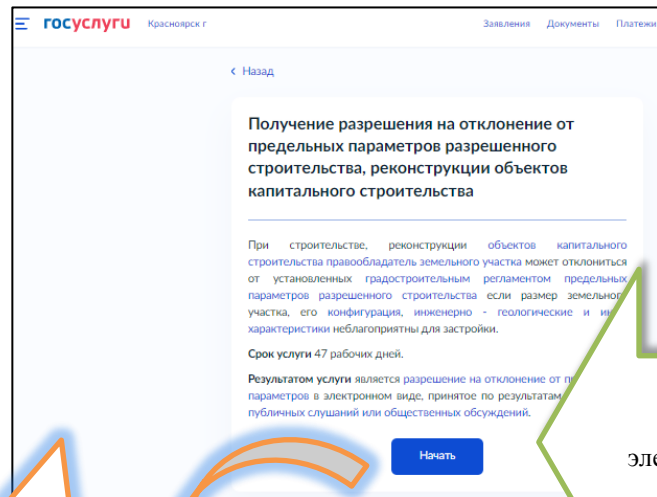 госуслуги Красноярск г Заявления Документы Платежи
Назад
Получение разрешения на отклонение от
предельных параметров разрешенного
строительства, реконструкции объектов
капитального строительства
При строительстве, реконструкции объектов капитального
строительства правообладатель земельного участка может отклониться
от установленных градостроительным регламентом предельных
параметров разрешенного строительства если размер земельного
участка, его конфигурация, инженерно - геологические и
характеристики неблагоприятны для застройки.
Срок услуги 47 рабочих дней.
Результатом услуги является разрешение на отклонение от
параметров в электронном виде, принятое по результатам
публичных слушаний или общественных обсуждений.
Начать